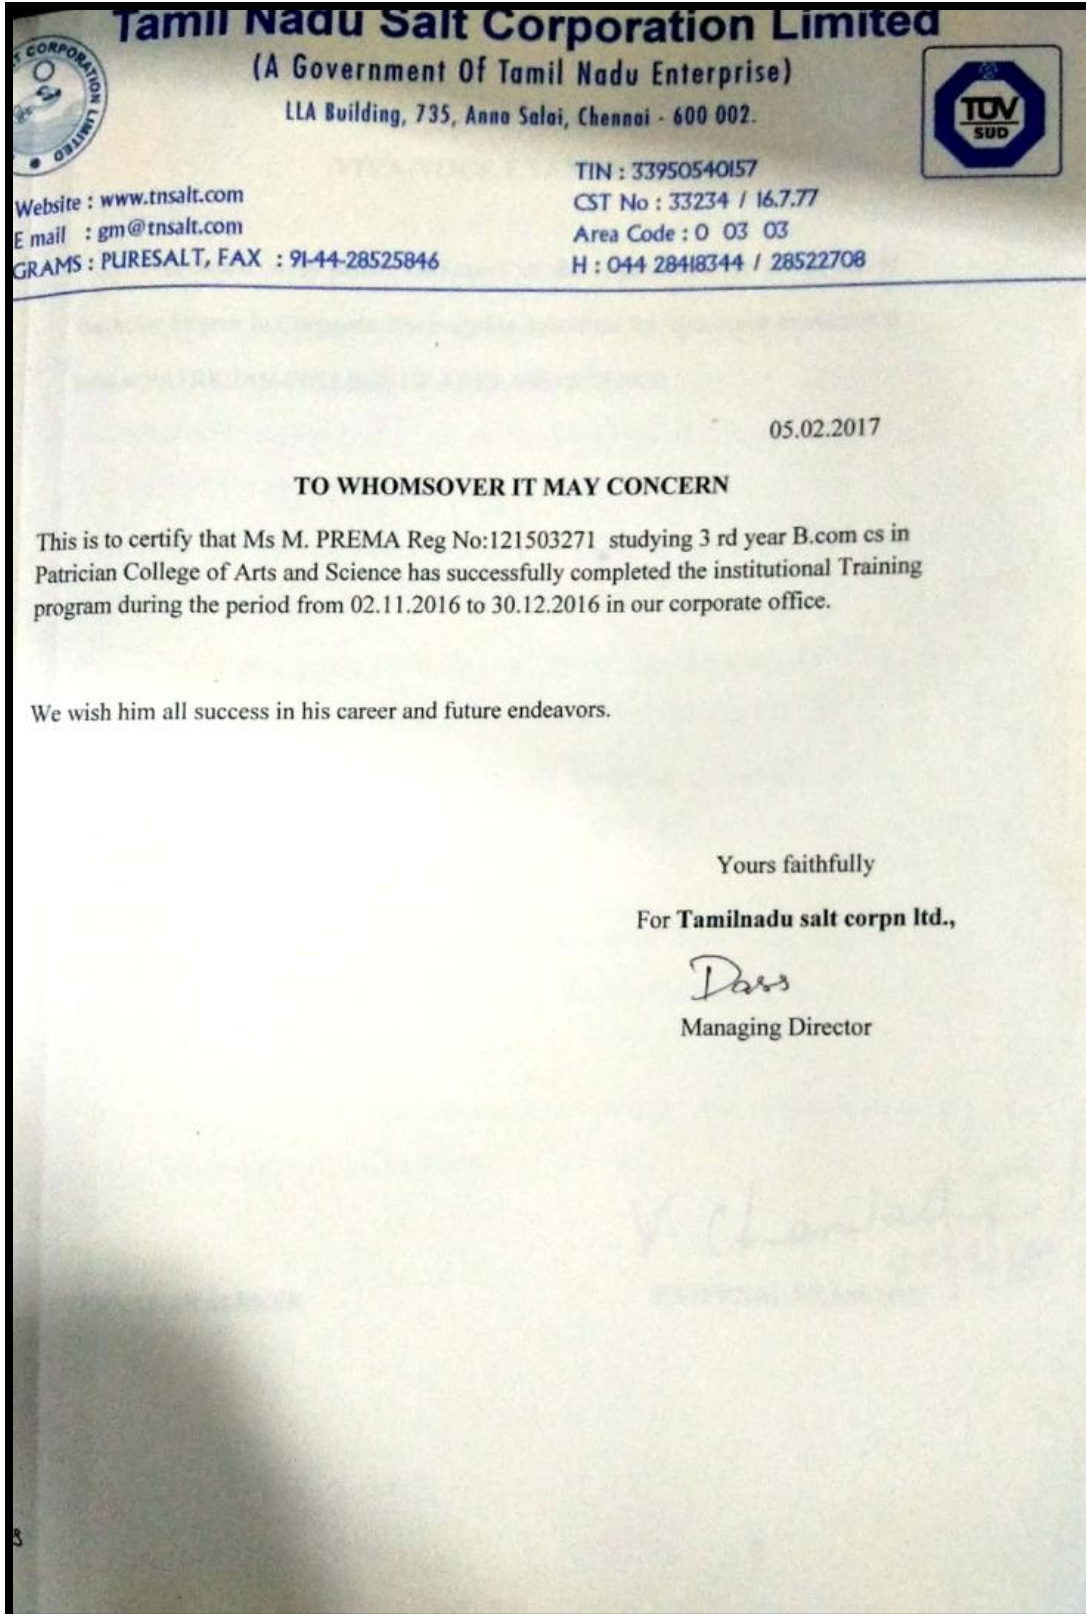 Tamil Nadu Salt Corporation Limited
(A Government Of Tamil Nadu Enterprise)
LLA Building, 735, Anna Salai, Chennai - 600 002.
CORPORATION LIMITED
TÜV
SÜD
Website : www.tnsalt.com
E mail : gm@tnsalt.com
GRAMS : PURESALT, FAX : 91-44-28525846
TIN : 33950540157
CST No : 33234 / 16.7.77
Area Code : 0 03 03
H : 044 28418344 / 28522708
05.02.2017
TO WHOMSOVER IT MAY CONCERN
This is to certify that Ms M. PREMA Reg No:121503271 studying 3 rd year B.com cs in
Patrician College of Arts and Science has successfully completed the institutional Training
program during the period from 02.11.2016 to 30.12.2016 in our corporate office.
We wish him all success in his career and future endeavors.
Yours faithfully
For Tamilnadu salt corpn ltd.,
Dass
Managing Director